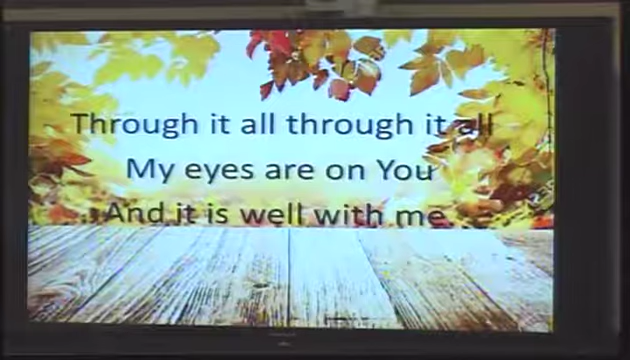 Through it all through it all
My eyes are on You
And it is well with me